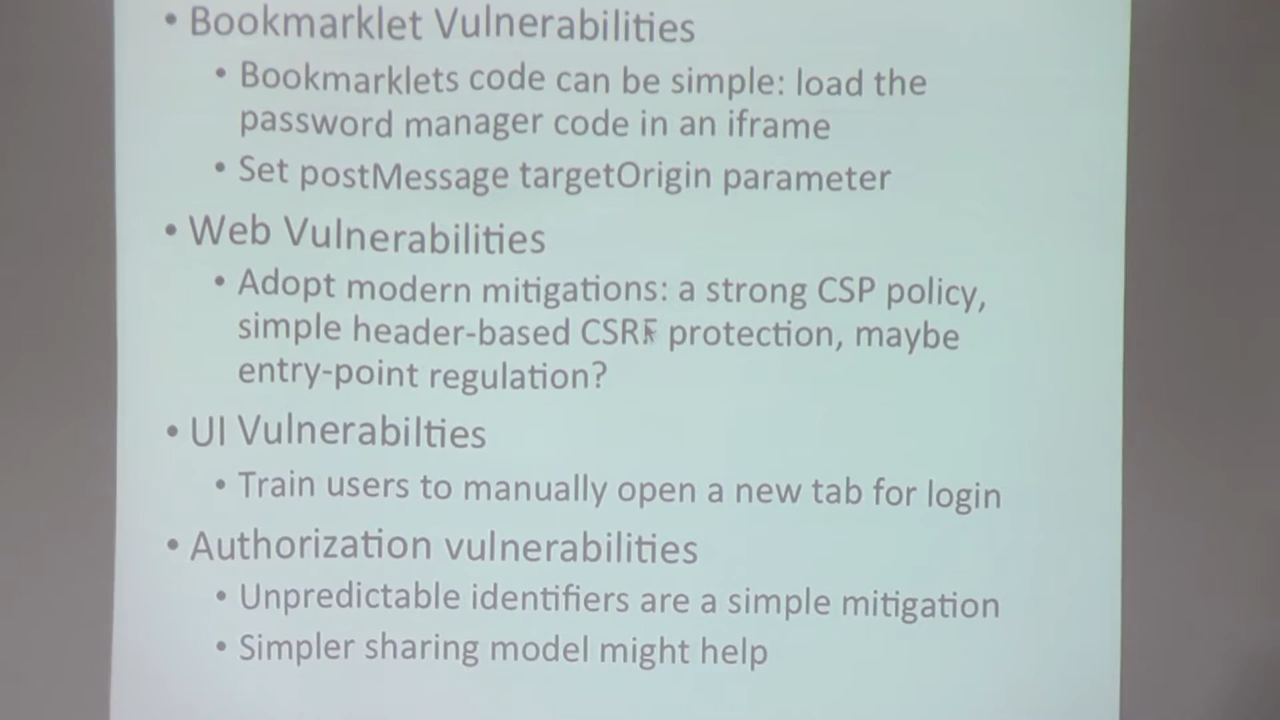 • Bookmarklet Vulnerabilities
• Bookmarklets code can be simple: load the
password manager code in an iframe
• Set postMessage targetOrigin parameter
• Web Vulnerabilities
• Adopt modern mitigations: a strong CSP policy,
simple header-based CSRF protection, maybe
entry-point regulation?
• UI Vulnerabilties
• Train users to manually open a new tab for login
• Authorization vulnerabilities
• Unpredictable identifiers are a simple mitigation
• Simpler sharing model might help